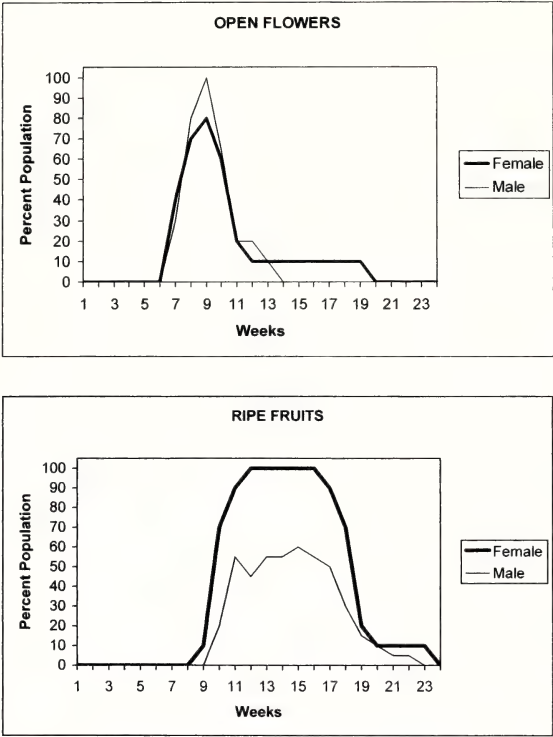 OPEN FLOWERS
Percent Population
100
90
80
70
60
50
40
30
20
10
0
1 3 5 7 9 11 13 15 17 19 21 23
Weeks
Female
Male
RIPE FRUITS
Percent Population
100
90
80
70
60
50
40
30
20
10
0
1 3 5 7 9 11 13 15 17 19 21 23
Weeks
Female
Male